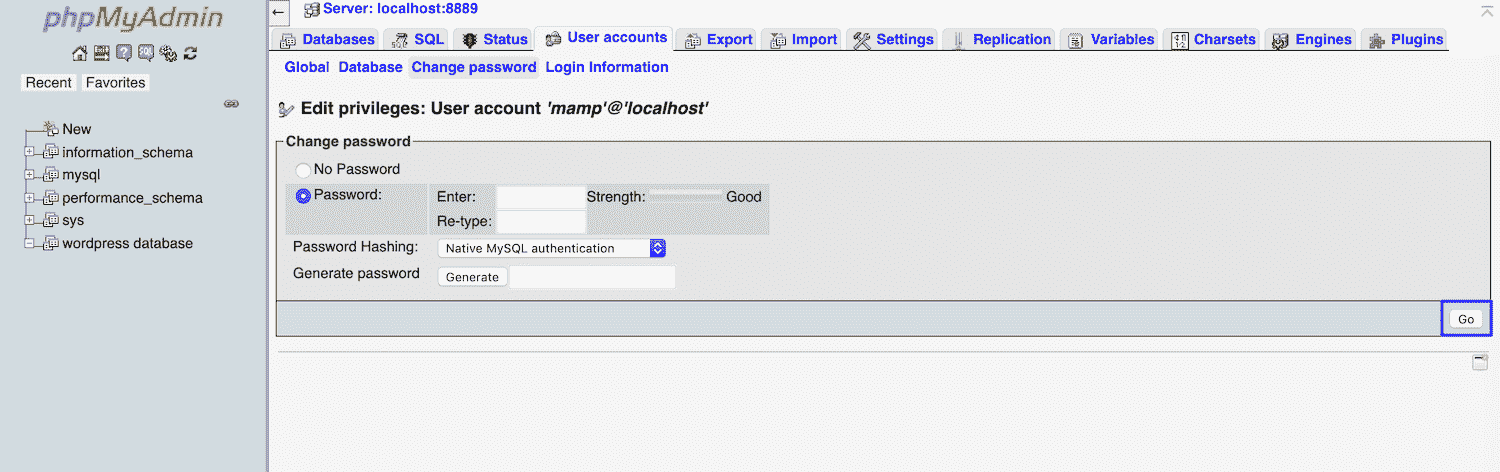 phpMyAdmin
Recent Favorites
New
information_schema
mysql
performance_schema
sys
wordpress database
Server: localhost:8889
Databases SQL Status User accounts Export Import Settings Replication Variables Charsets Engines Plugins
Global Database Change password Login Information
Edit privileges: User account 'mamp'@'localhost'
Change password
No Password
Password: Enter: Strength: Good
Re-type:
Password Hashing: Native MySQL authentication
Generate password Generate
Go